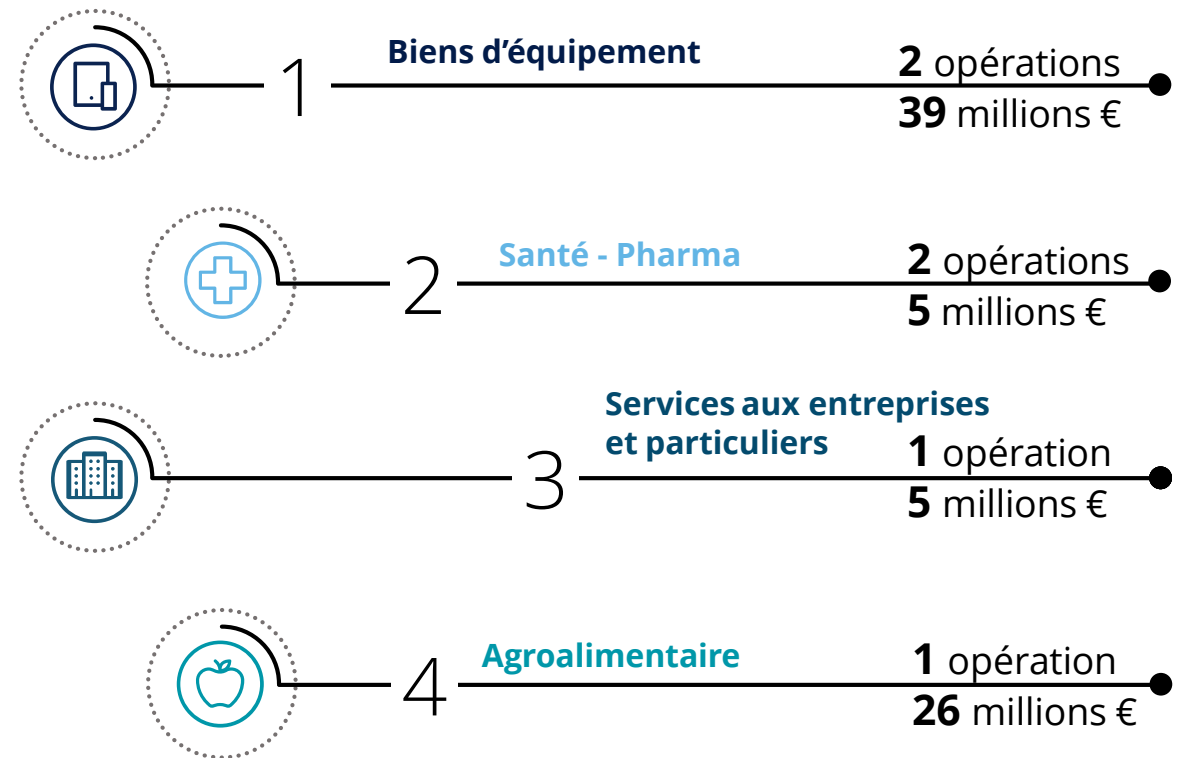 1
Biens d’équipement
2 opérations
39 millions €
2
Santé - Pharma
2 opérations
5 millions €
3
Services aux entreprises
et particuliers
1 opération
5 millions €
4
Agroalimentaire
1 opération
26 millions €